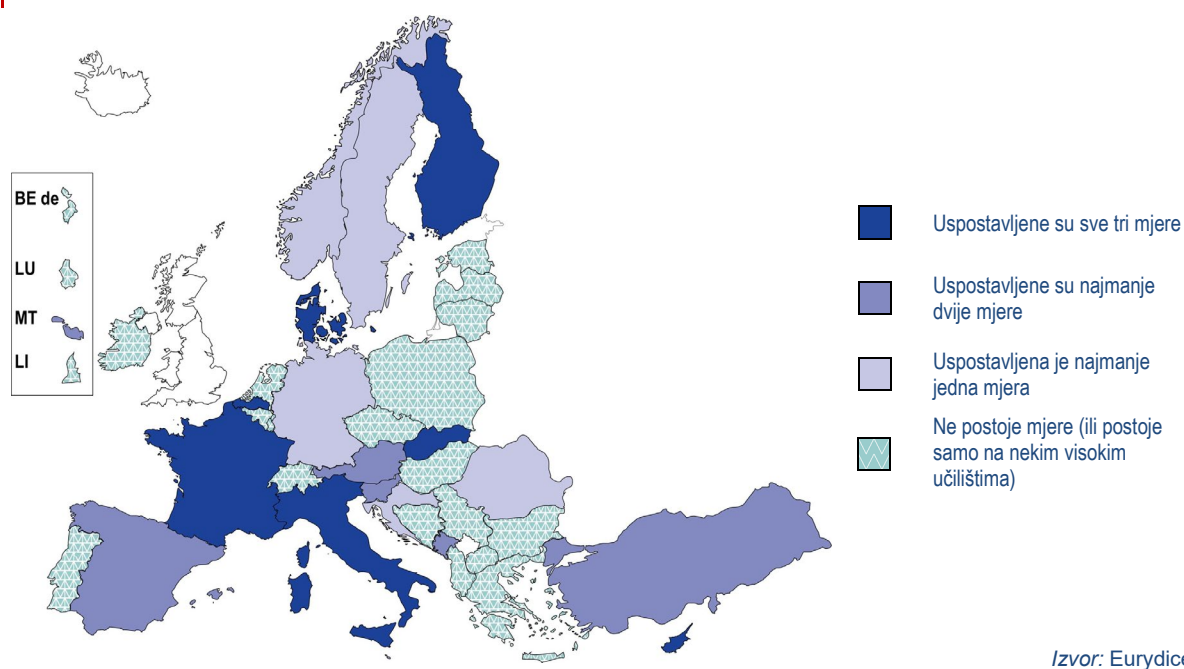 BE de
LU
MT
LI
Uspostavljene su sve tri mjere
Uspostavljene su najmanje
dvije mjere
Uspostavljena je najmanje
jedna mjera
Ne postoje mjere (ili postoje
samo na nekim visokim
učilištima)
Izvor: Eurydice